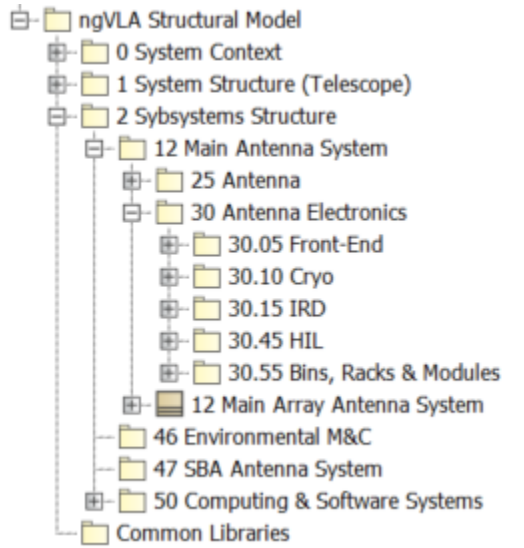 ngVLA Structural Model
0 System Context
1 System Structure (Telescope)
2 Sybsystems Structure
12 Main Antenna System
25 Antenna
30 Antenna Electronics
30.05 Front-End
30.10 Cryo
30.15 IRD
30.45 HIL
30.55 Bins, Racks & Modules
12 Main Array Antenna System
46 Environmental M&C
47 SBA Antenna System
50 Computing & Software Systems
Common Libraries